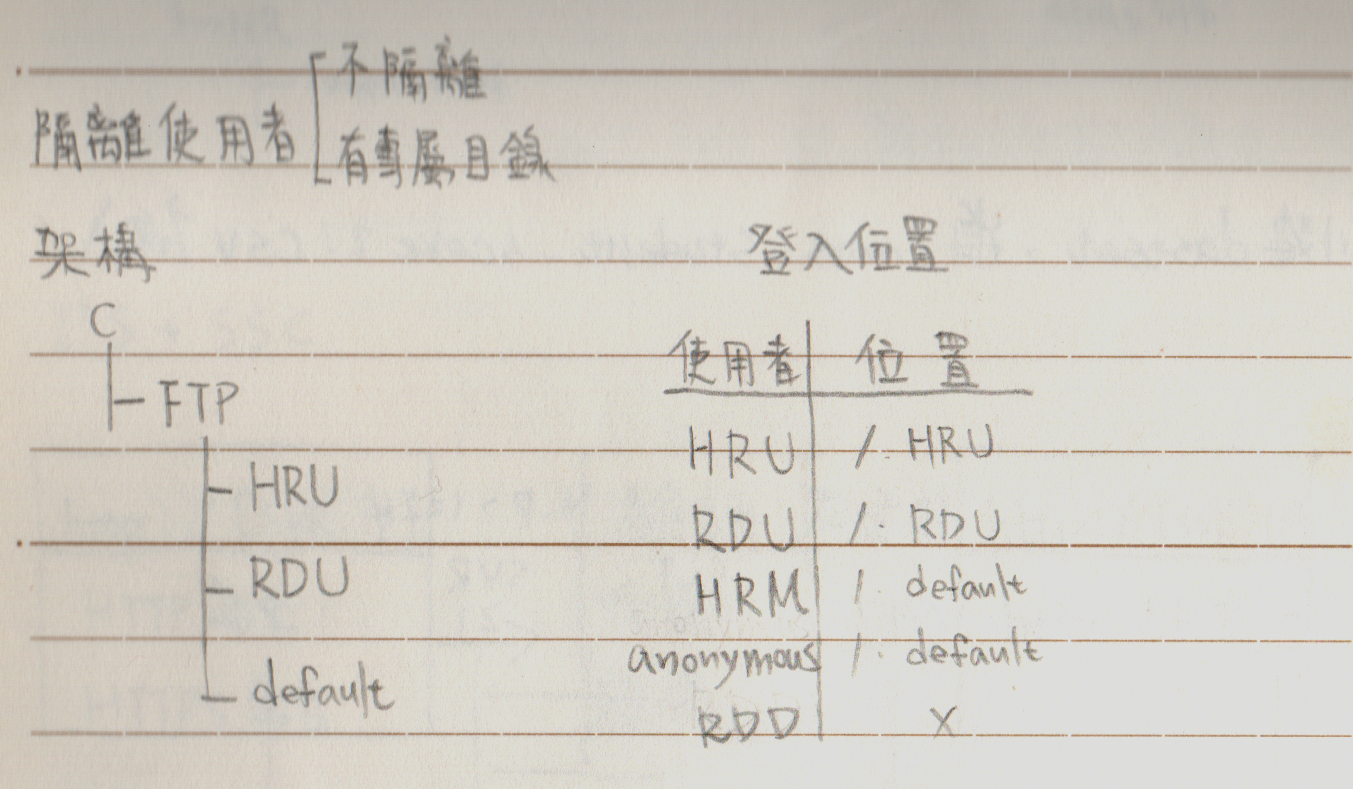 不隔離
隔離使用者
有專屬目錄
架構
登入位置
C
FTP
HRU
RDU
default
使用者 位置
HRU /. HRU
RDU /. RDU
HRM /. default
anonymous /. default
RDD X